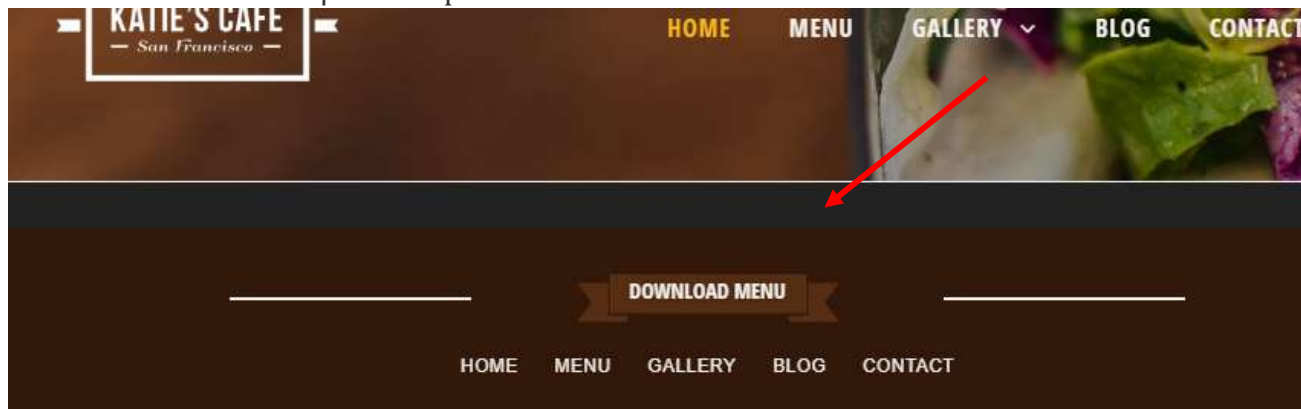 KATIE'S CAFE
— San Francisco —
HOME MENU GALLERY BLOG CONTACT
DOWNLOAD MENU
HOME MENU GALLERY BLOG CONTACT